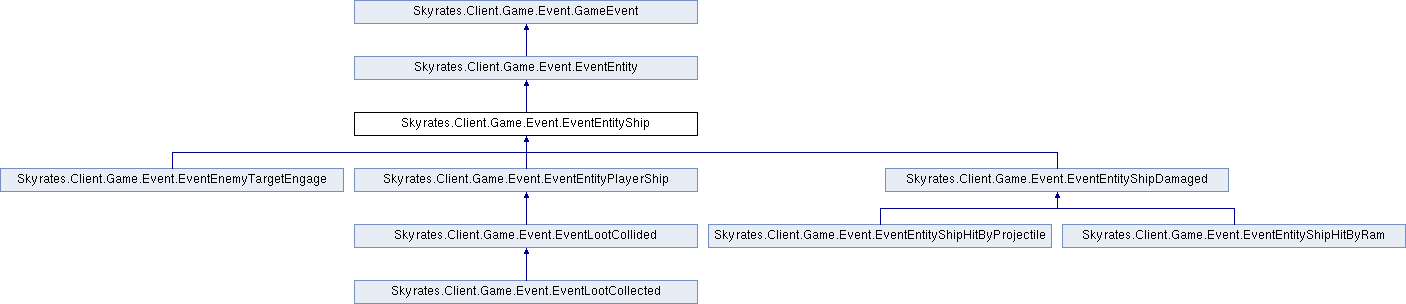 Skyrates.Client.Game.Event.GameEvent
Skyrates.Client.Game.Event.EventEntity
Skyrates.Client.Game.Event.EventEntityShip
Skyrates.Client.Game.Event.EventEnemyTargetEngage
Skyrates.Client.Game.Event.EventEntityPlayerShip
Skyrates.Client.Game.Event.EventEntityShipDamaged
Skyrates.Client.Game.Event.EventLootCollided
Skyrates.Client.Game.Event.EventEntityShipHitByProjectile
Skyrates.Client.Game.Event.EventEntityShipHitByRam
Skyrates.Client.Game.Event.EventLootCollected